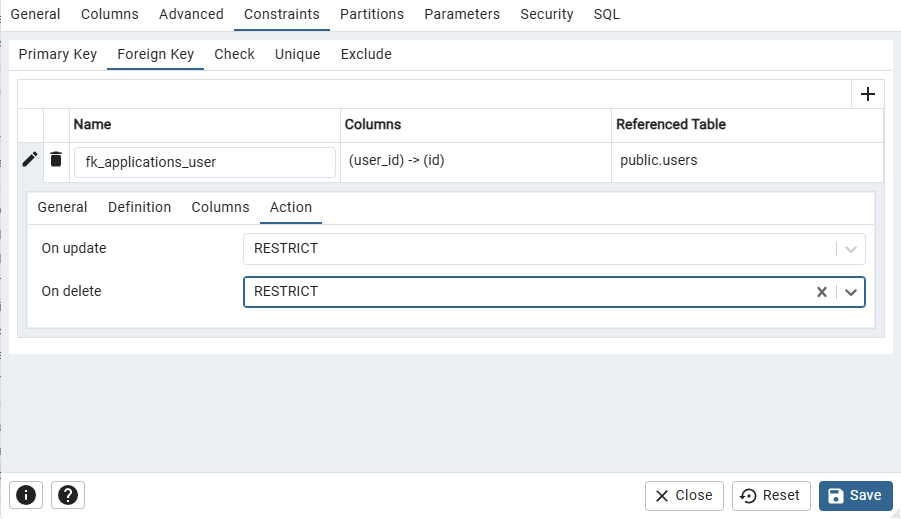 General Columns Advanced Constraints Partitions Parameters Security SQL
Primary Key Foreign Key Check Unique Exclude
Name Columns Referenced Table
fk_applications_user (user_id) -> (id) public.users
General Definition Columns Action
On update RESTRICT
On delete RESTRICT
Close Reset Save